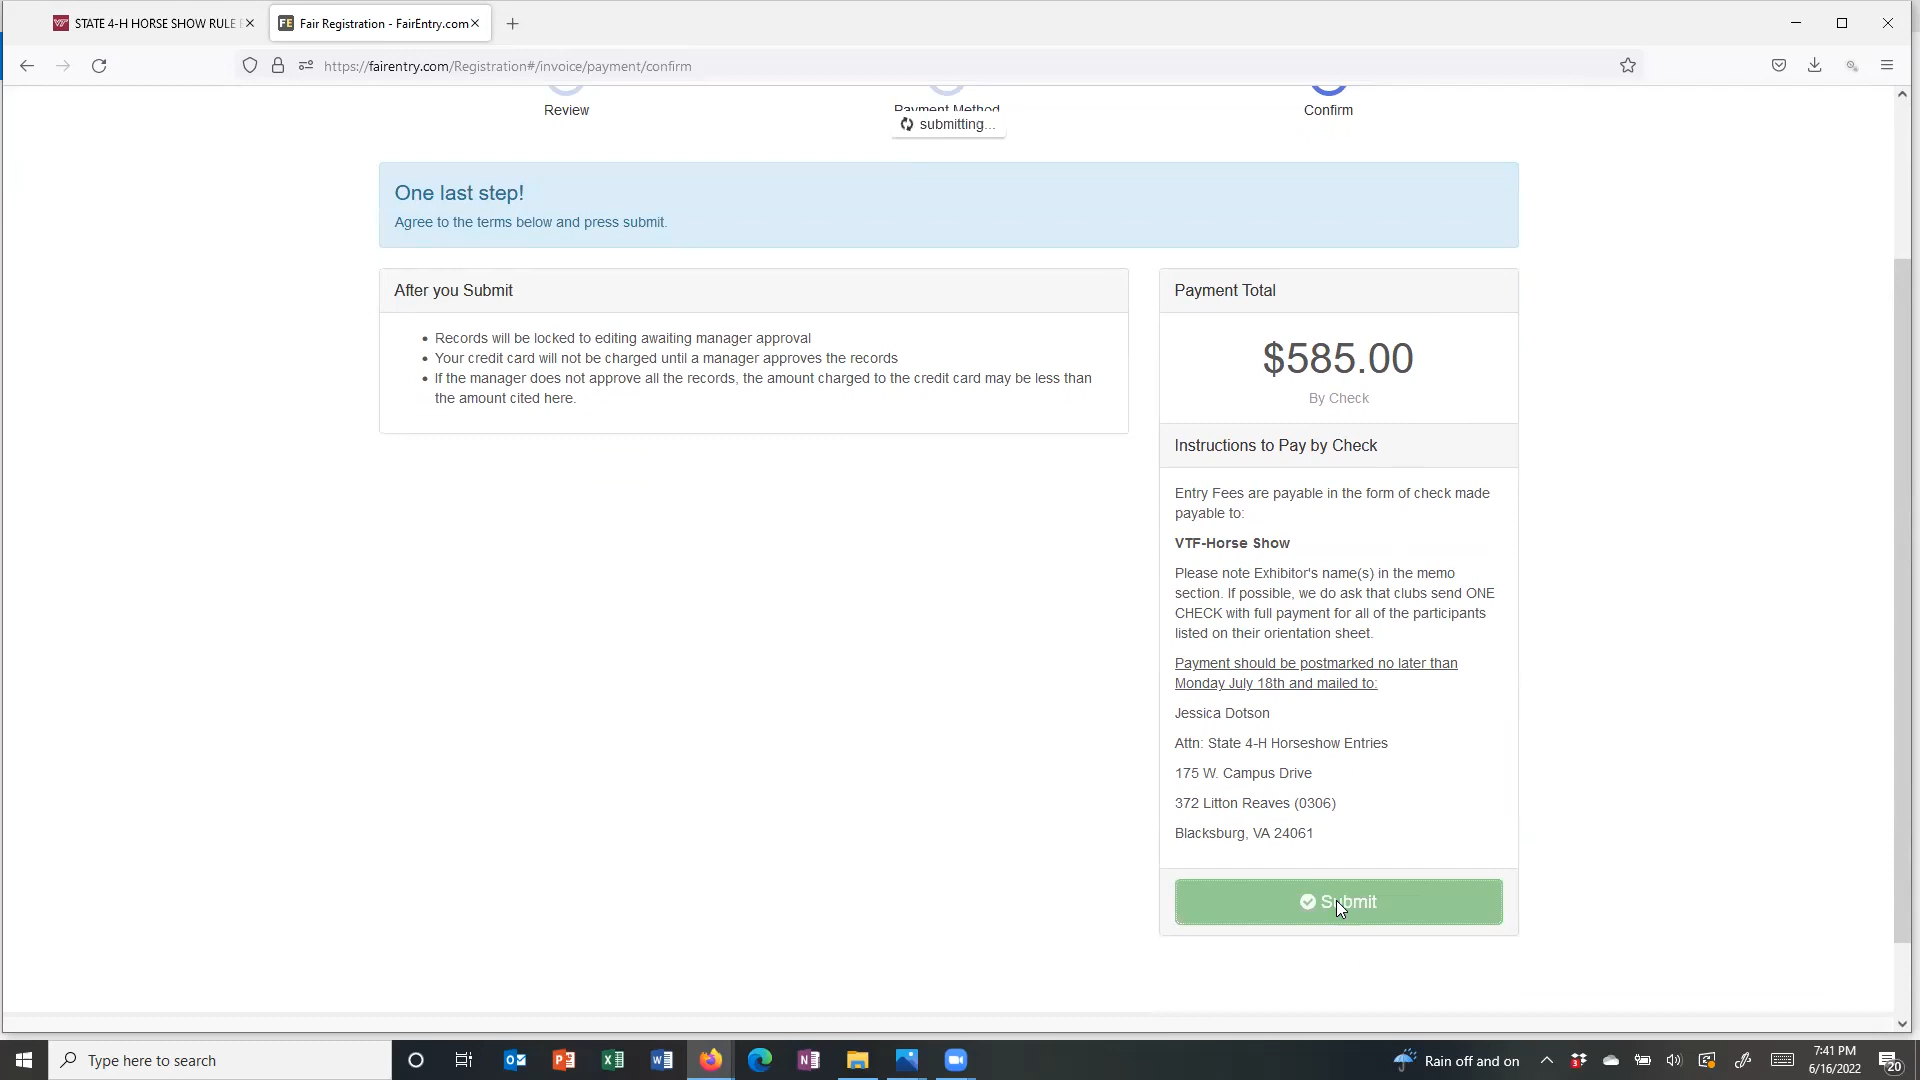 STATE 4-H HORSE SHOW RULE
Fair Registration - FairEntry.com
https://fairentry.com/Registration#/invoice/payment/confirm
Review
Payment Method
Confirm
submitting...
One last step!
Agree to the terms below and press submit.
After you Submit
Records will be locked to editing awaiting manager approval
Your credit card will not be charged until a manager approves the records
If the manager does not approve all the records, the amount charged to the credit card may be less than
the amount cited here.
Payment Total
$585.00
By Check
Instructions to Pay by Check
Entry Fees are payable in the form of check made
payable to:
VTF-Horse Show
Please note Exhibitor's name(s) in the memo
section. If possible, we do ask that clubs send ONE
CHECK with full payment for all of the participants
listed on their orientation sheet.
Payment should be postmarked no later than
Monday July 18th and mailed to:
Jessica Dotson
Attn: State 4-H Horseshow Entries
175 W. Campus Drive
372 Litton Reaves (0306)
Blacksburg, VA 24061
Submit
Type here to search
Rain off and on
7:41 PM
6/16/2022
20